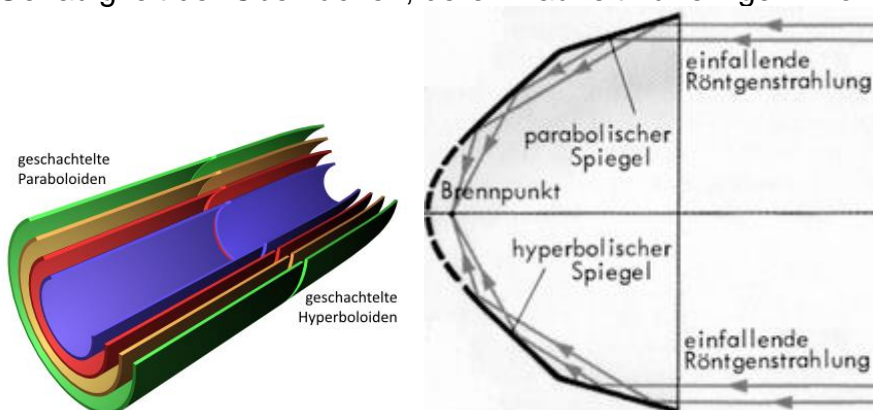 geschachtelte
Paraboloiden
geschachtelte
Hyperboloiden
einfallende
Röntgenstrahlung
parabolischer
Spiegel
Brennpunkt
hyperbolischer
Spiegel
einfallende
Röntgenstrahlung